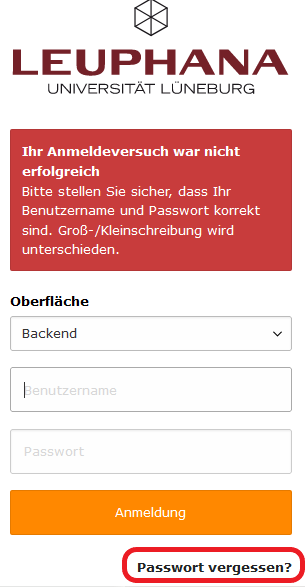 LEUPHANA
UNIVERSITÄT LÜNEBURG
Ihr Anmeldeversuch war nicht
erfolgreich
Bitte stellen Sie sicher, dass Ihr
Benutzername und Passwort korrekt
sind. Groß-/Kleinschreibung wird
unterschieden.
Oberfläche
Backend
Benutzername
Passwort
Anmeldung
Passwort vergessen?